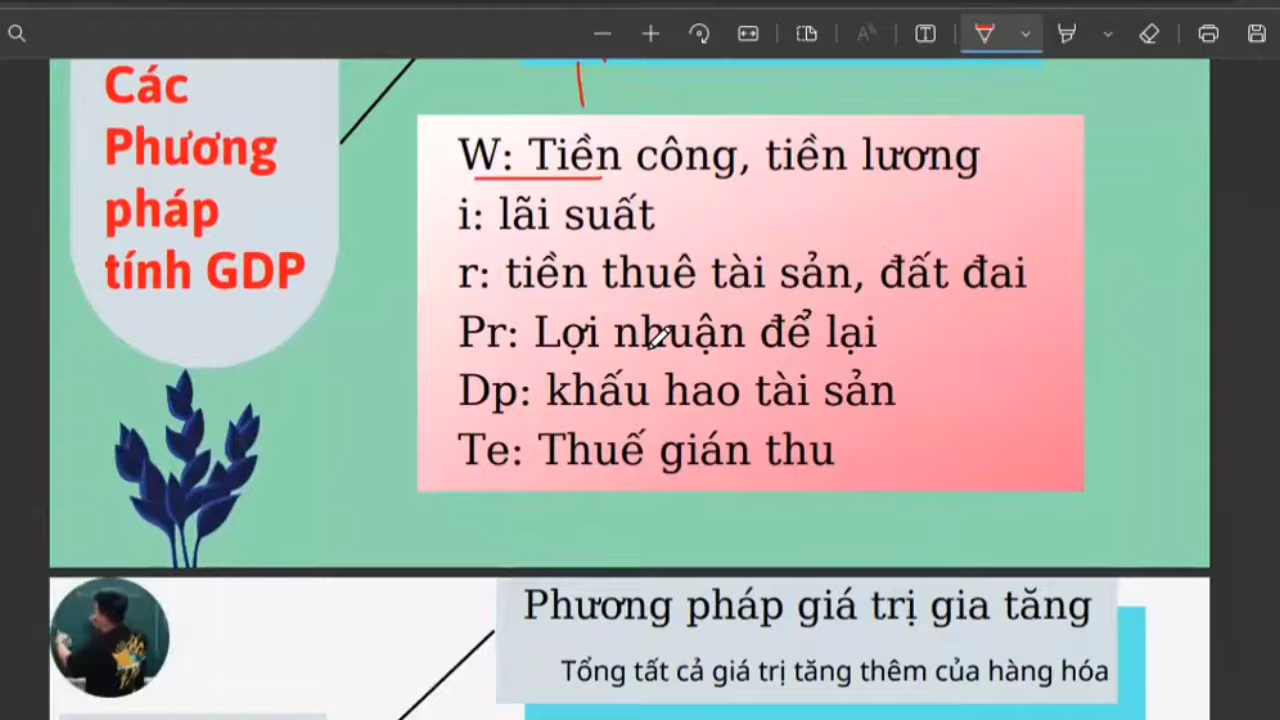 Các
Phương
pháp
tính GDP
W: Tiền công, tiền lương
i: lãi suất
r: tiền thuê tài sản, đất đai
Pr: Lợi nhuận để lại
Dp: khấu hao tài sản
Te: Thuế gián thu
Phương pháp giá trị gia tăng
Tổng tất cả giá trị tăng thêm của hàng hóa